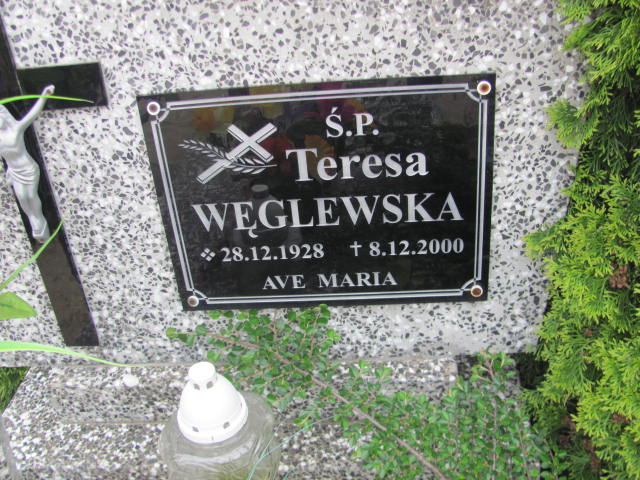 Ś.P.
Teresa
WĘGLEWSKA
❖ 28.12.1928 † 8.12.2000
AVE MARIA